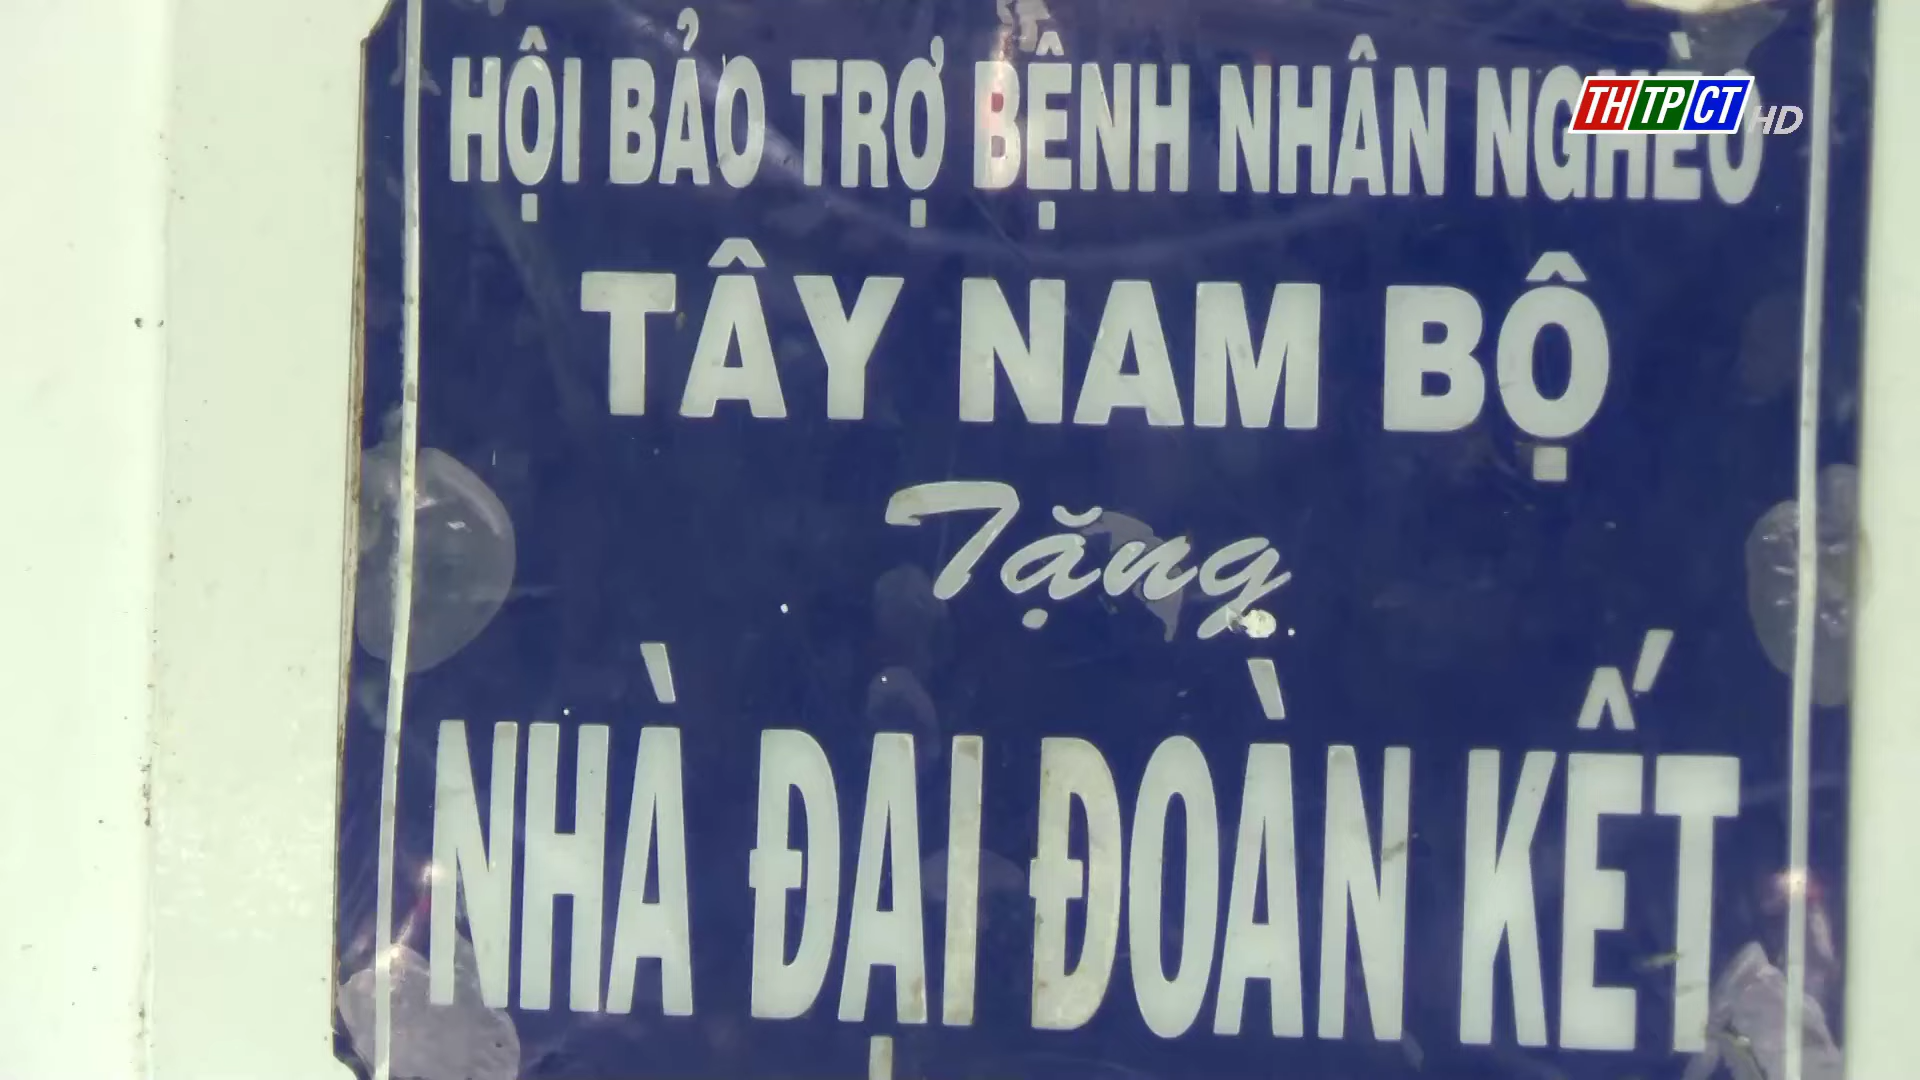 HỘI BẢO TRỢ BỆNH NHÂN NGHÈO
THTPCT HD
TÂY NAM BỘ
Tặng
NHÀ ĐẠI ĐOÀN KẾT